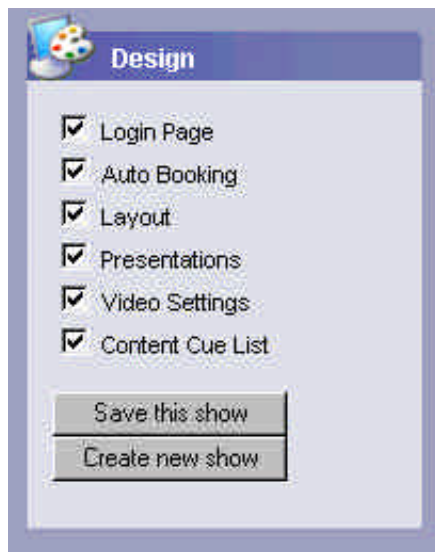 Design
Login Page
Auto Booking
Layout
Presentations
Video Settings
Content Cue List
Save this show
Create new show